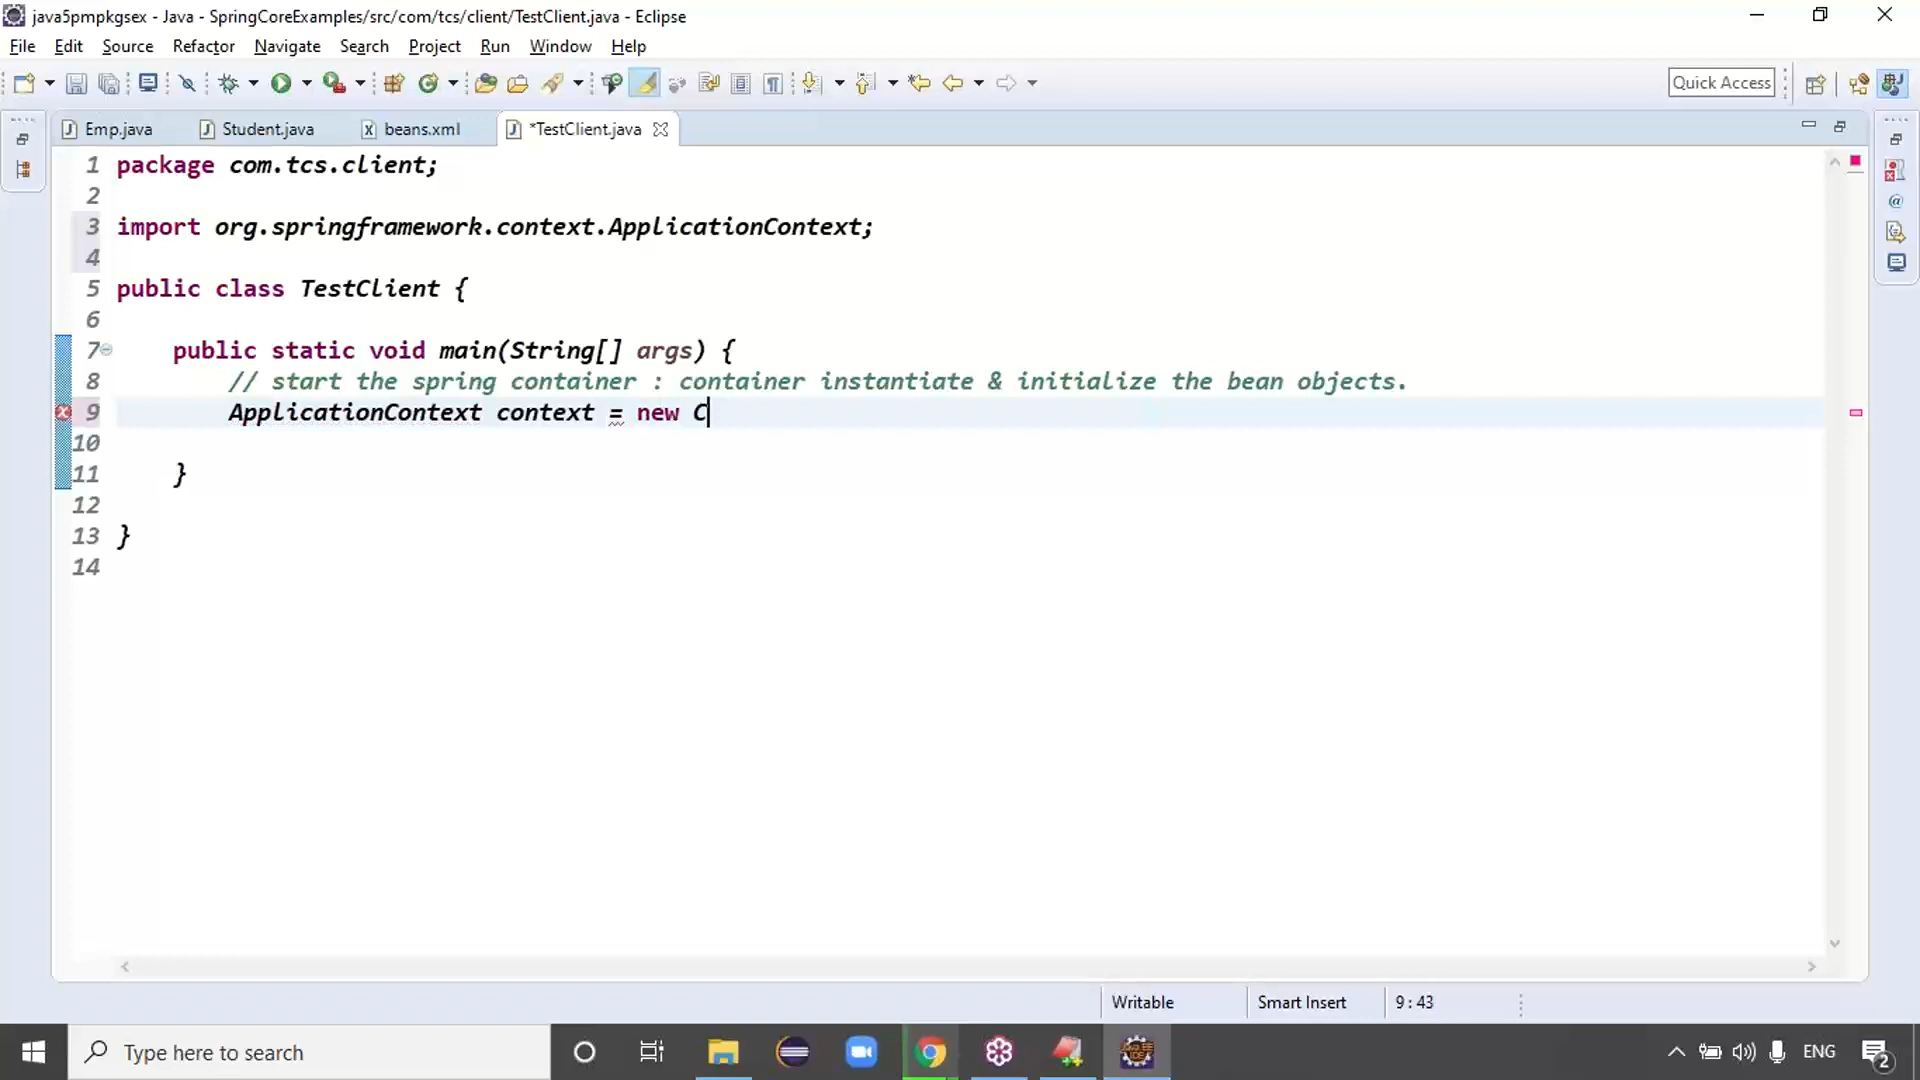 java5pmpkgsex - Java - SpringCoreExamples/src/com/tcs/client/TestClient.java - Eclipse
File Edit Source Refactor Navigate Search Project Run Window Help
Quick Access
Emp.java Student.java beans.xml *TestClient.java
1 package com.tcs.client;
2
3 import org.springframework.context.ApplicationContext;
4
5 public class TestClient {
6
7 public static void main(String[] args) {
8 // start the spring container : container instantiate & initialize the bean objects.
9 ApplicationContext context = new C
10
11 }
12
13 }
14
Writable Smart Insert 9 : 43
Type here to search
ENG
2